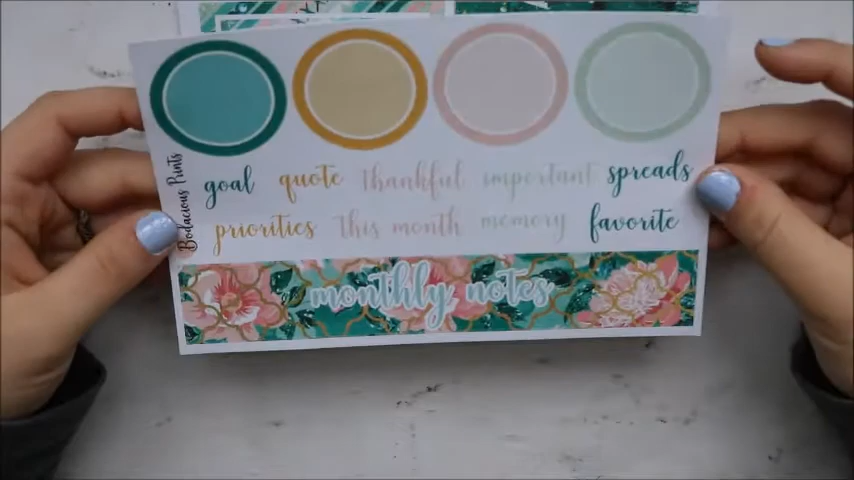 Bodacious Prints
goal quote thankful important spreads
priorities this month memory favorite
monthly notes